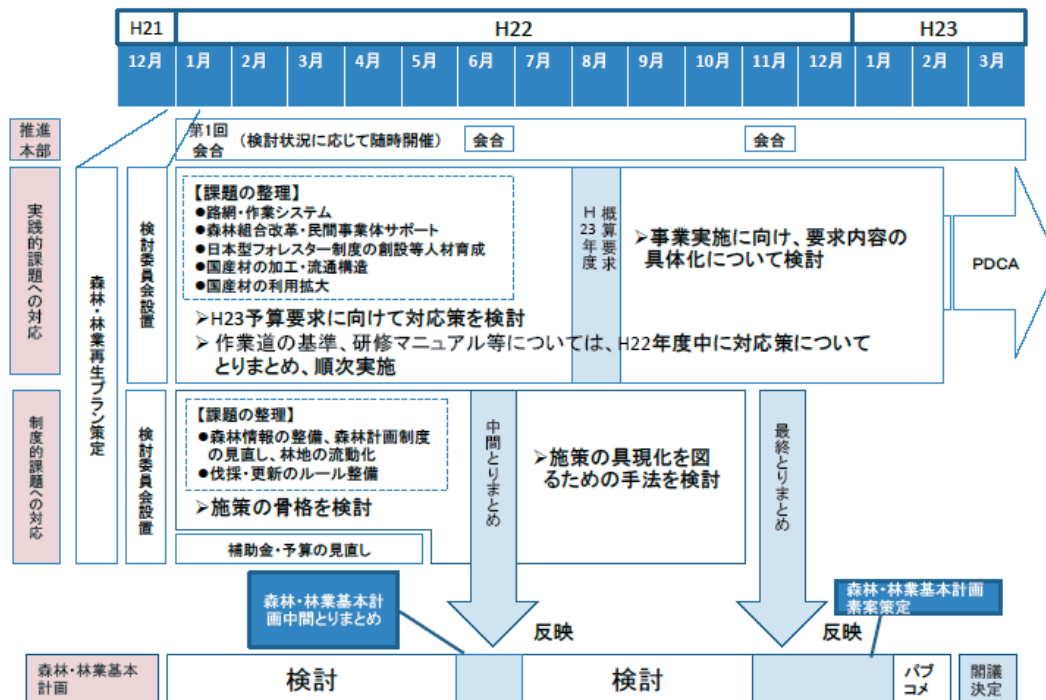 H21
H22
H23
12月
1月
2月
3月
4月
5月
6月
7月
8月
9月
10月
11月
12月
1月
2月
3月
推進
本部
第1回
会合
(検討状況に応じて随時開催)
会合
会合
実践的課題への対応
森林・林業再生プラン策定
検討委員会設置
【課題の整理】
●路網・作業システム
●森林組合改革・民間事業体サポート
●日本型フォレスター制度の創設等人材育成
●国産材の加工・流通構造
●国産材の利用拡大
➢H23予算要求に向けて対応策を検討
➢作業道の基準、研修マニュアル等については、H22年度中に対応策について
とりまとめ、順次実施
H23年度
概算要求
➢事業実施に向け、要求内容の
具体化について検討
PDCA
制度的課題への対応
検討委員会設置
【課題の整理】
●森林情報の整備、森林計画制度
の見直し、林地の流動化
●伐採・更新のルール整備
➢施策の骨格を検討
補助金・予算の見直し
中間とりまとめ
➢施策の具現化を図
るための手法を検討
最終とりまとめ
森林・林業基本計
画中間とりまとめ
反映
森林・林業基本計画
素案策定
反映
森林・林業基本
計画
検討
検討
パブ
コメ
閣議
決定